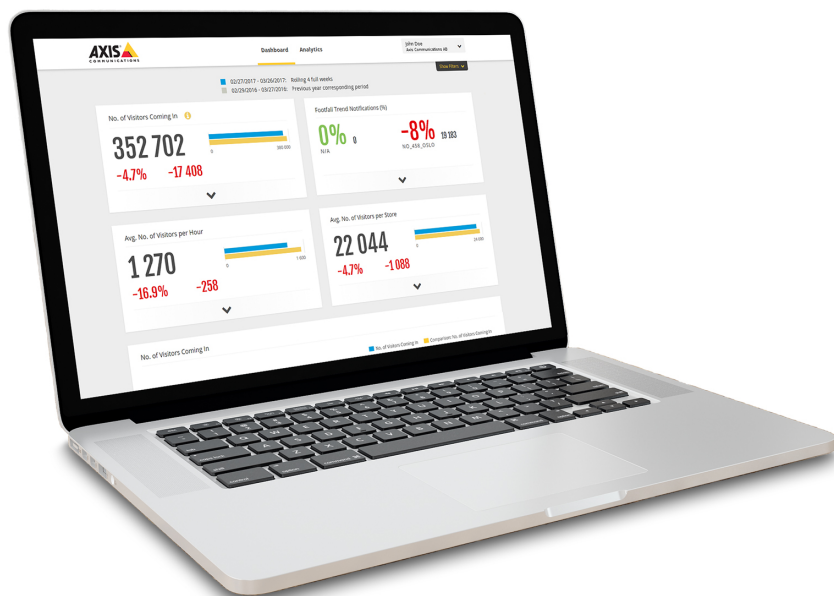 AXIS
COMMUNICATIONS
Dashboard Analytics
John Doe
Axis Communications AB
View Filters
02/27/2017 - 03/26/2017: Rolling 4 full weeks
02/29/2016 - 03/27/2016: Previous year corresponding period
No. of Visitors Coming In
352 702
-4.7% -17 408
0
Footfall Trend Notifications (%)
0% 0
N/A
-8% 19 183
NO_458_OSLO
Avg. No. of Visitors per Hour
1 270
-16.9% -258
0
Avg. No. of Visitors per Store
22 044
-4.7% -1 088
0
No. of Visitors Coming In
No. of Visitors Coming In Comparison No. of Visitors Coming In
control option command